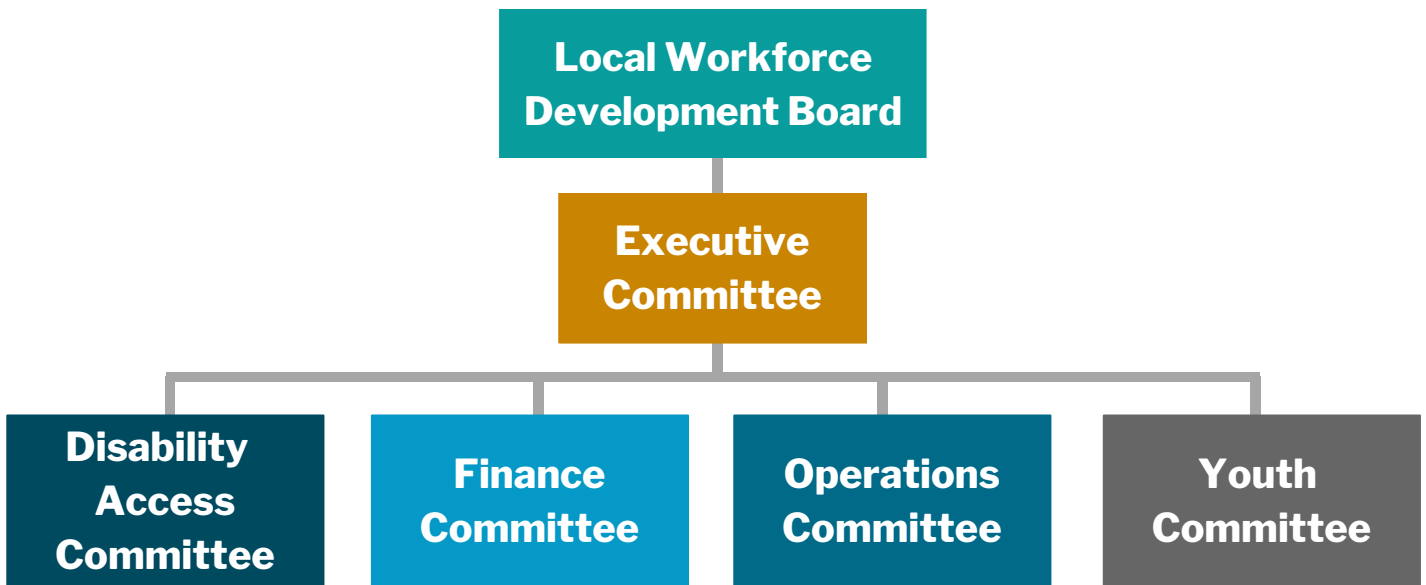 Local Workforce
Development Board
Executive
Committee
Disability
Access
Committee
Finance
Committee
Operations
Committee
Youth
Committee